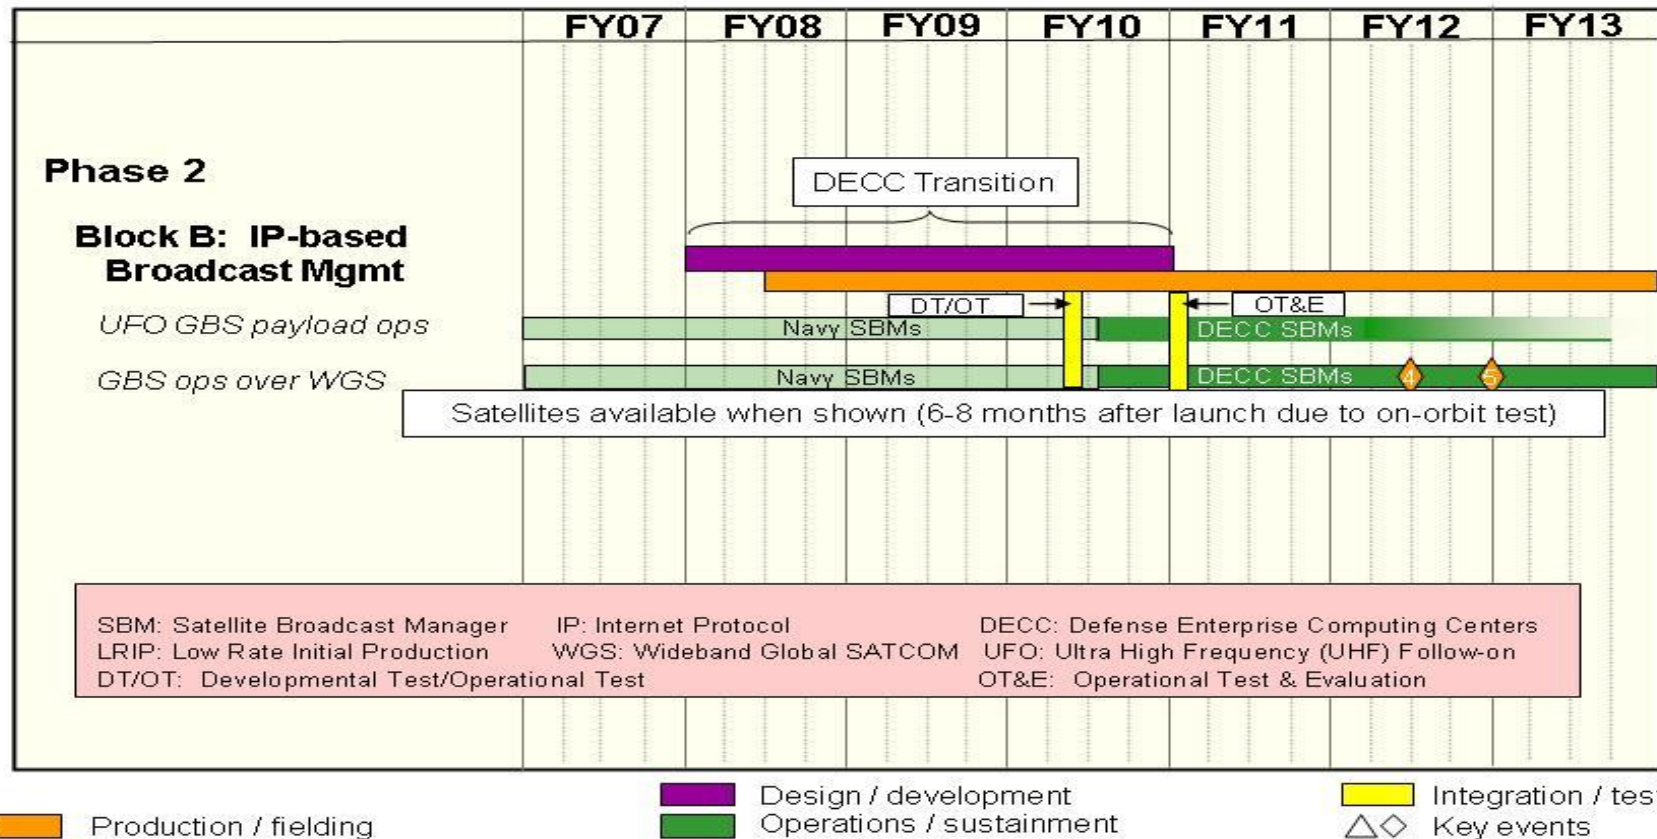 FY07 FY08 FY09 FY10 FY11 FY12 FY13
Phase 2
DECC Transition
Block B: IP-based
Broadcast Mgmt
DT/OT OT&E
UFO GBS payload ops Navy SBMs DECC SBMs
GBS ops over WGS Navy SBMs DECC SBMs 4 5
Satellites available when shown (6-8 months after launch due to on-orbit test)
SBM: Satellite Broadcast Manager IP: Internet Protocol DECC: Defense Enterprise Computing Centers
LRIP: Low Rate Initial Production WGS: Wideband Global SATCOM UFO: Ultra High Frequency (UHF) Follow-on
DT/OT: Developmental Test/Operational Test OT&E: Operational Test & Evaluation
Design / development Integration / test
Production / fielding Operations / sustainment Key events